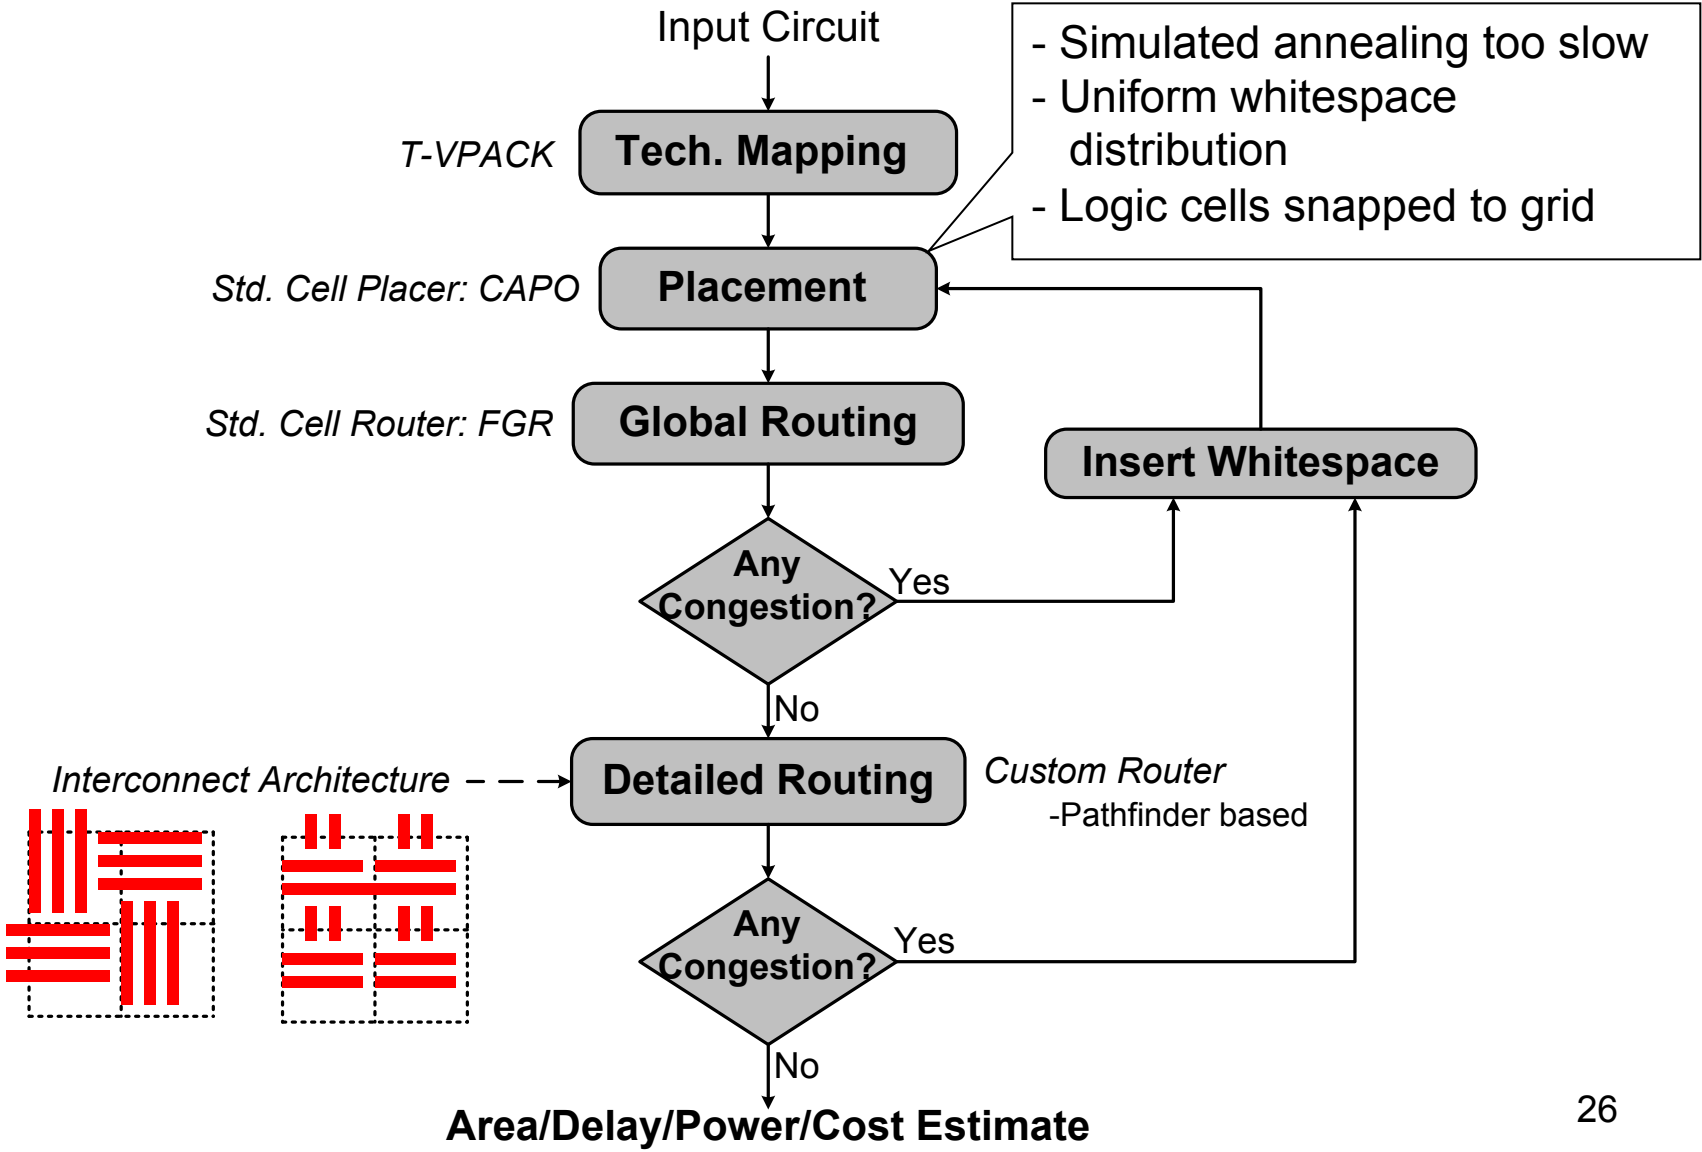 Input Circuit
- Simulated annealing too slow
- Uniform whitespace
distribution
- Logic cells snapped to grid
T-VPACK
Tech. Mapping
Std. Cell Placer: CAPO
Placement
Std. Cell Router: FGR
Global Routing
Insert Whitespace
Any
Congestion?
Yes
No
Interconnect Architecture
Detailed Routing
Custom Router
-Pathfinder based
Any
Congestion?
Yes
No
Area/Delay/Power/Cost Estimate
26